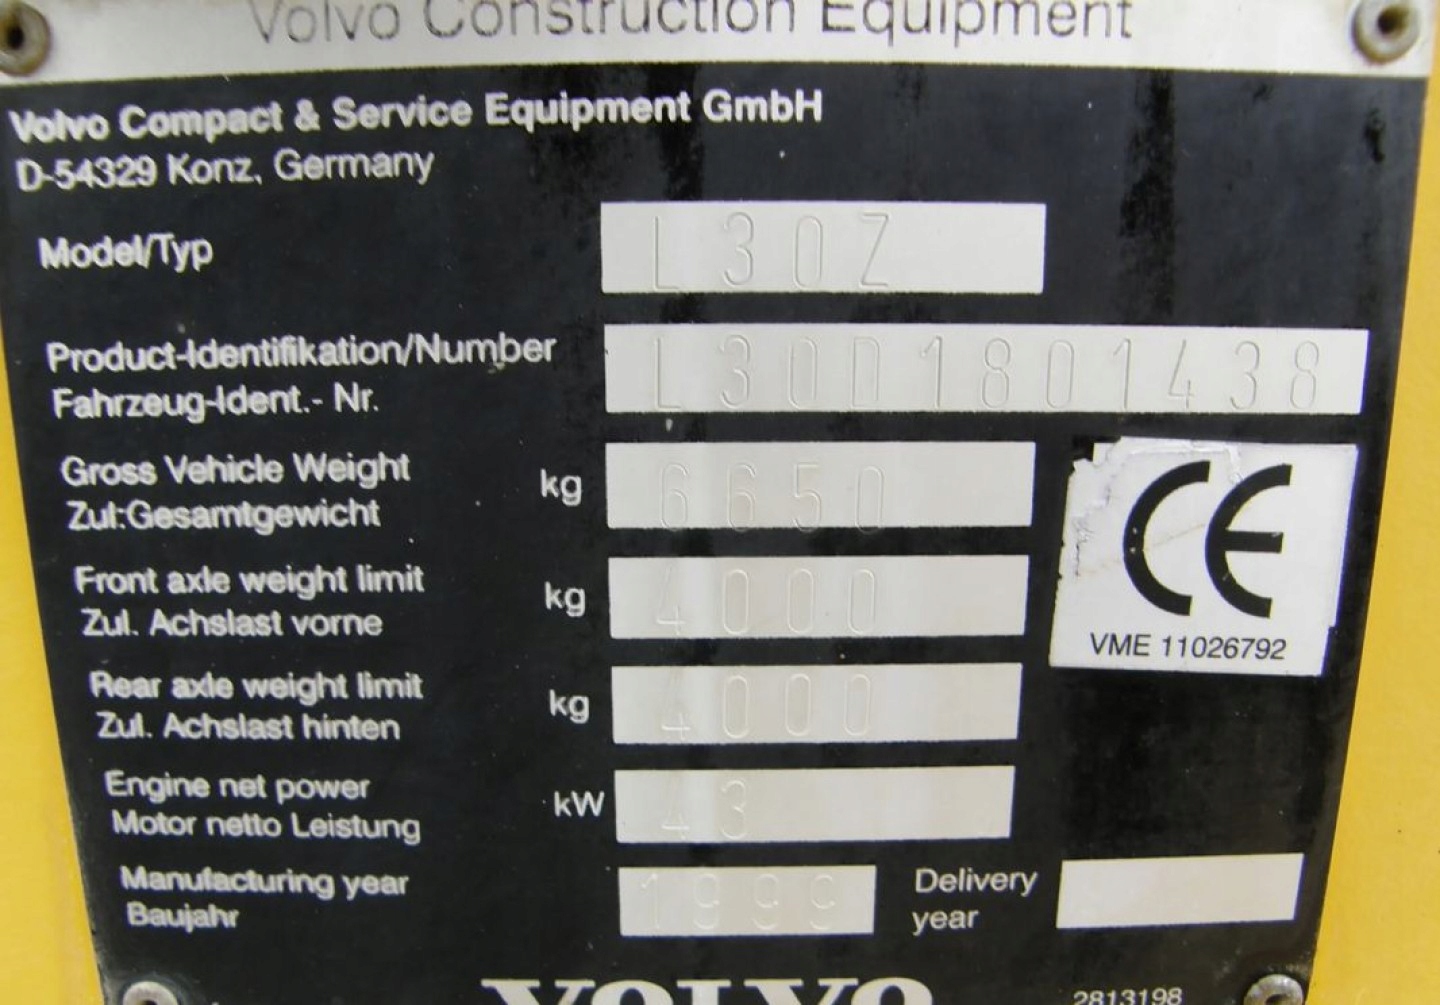 Volvo Construction Equipment
Volvo Compact & Service Equipment GmbH
D-54329 Konz, Germany
Model/Typ L30Z
Product-Identifikation/Number L30D1801438
Fahrzeug-Ident.- Nr.
Gross Vehicle Weight kg 6650
Zul:Gesamtgewicht
Front axle weight limit kg 4000
Zul. Achslast vorne
Rear axle weight limit kg 4000
Zul. Achslast hinten
Engine net power kW 43
Motor netto Leistung
Manufacturing year 1999 Delivery
Baujahr year
CE
VME 11026792
VOLVO 2813198